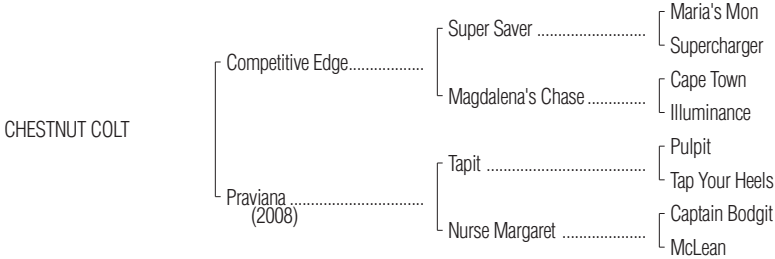 Maria's Mon
Super Saver ..........................
Supercharger
Competitive Edge..................
Cape Town
Magdalena's Chase ..............
Illuminance
CHESTNUT COLT
Pulpit
Tapit ......................................
Tap Your Heels
Praviana ................................
(2008)
Captain Bodgit
Nurse Margaret ....................
McLean